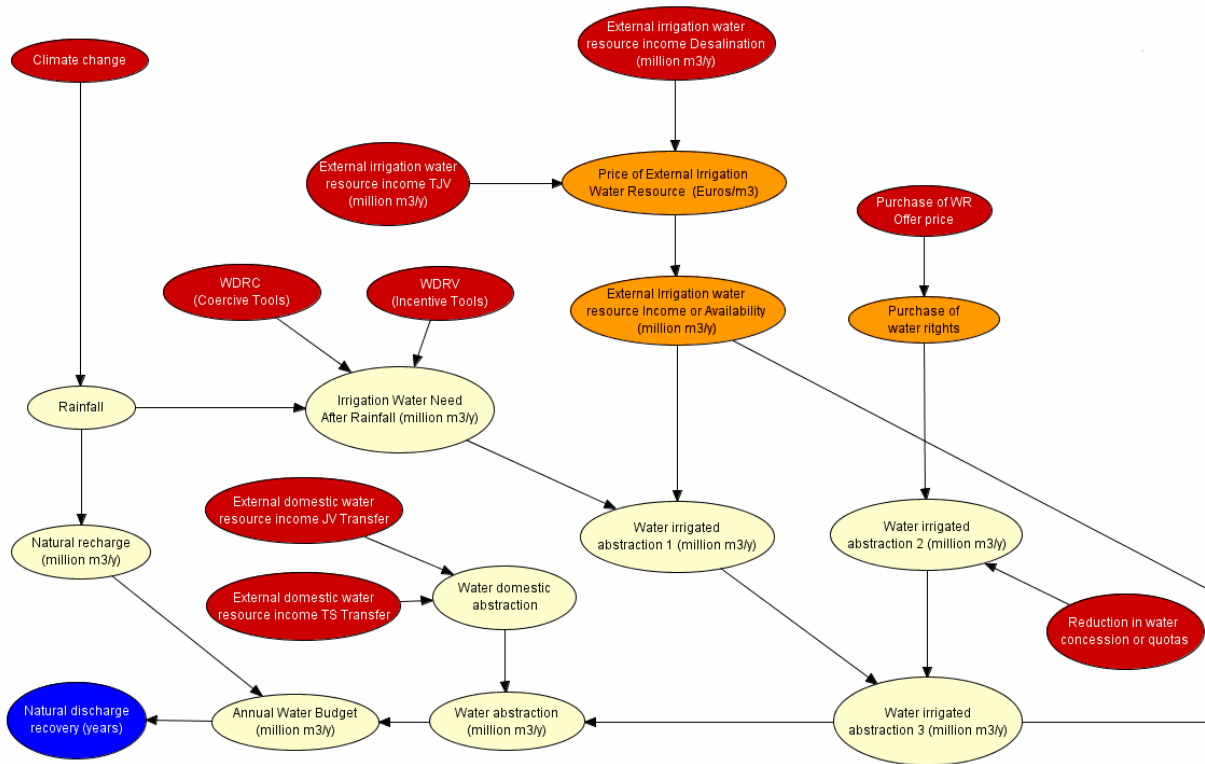 External irrigation water
resource income Desalination
(million m3/y)
Climate change
External irrigation water
resource income TJV
(million m3/y)
Price of External Irrigation
Water Resource (Euros/m3)
Purchase of WR
Offer price
WDRC
(Coercive Tools)
WDRV
(Incentive Tools)
External Irrigation water
resource Income or Availability
(million m3/y)
Purchase of
water ritghts
Rainfall
Irrigation Water Need
After Rainfall (million m3/y)
External domestic water
resource income JV Transfer
Natural recharge
(million m3/y)
Water irrigated
abstraction 1 (million m3/y)
Water irrigated
abstraction 2 (million m3/y)
External domestic water
resource income TS Transfer
Water domestic
abstraction
Reduction in water
concession or quotas
Natural discharge
recovery (years)
Annual Water Budget
(million m3/y)
Water abstraction
(million m3/y)
Water irrigated
abstraction 3 (million m3/y)